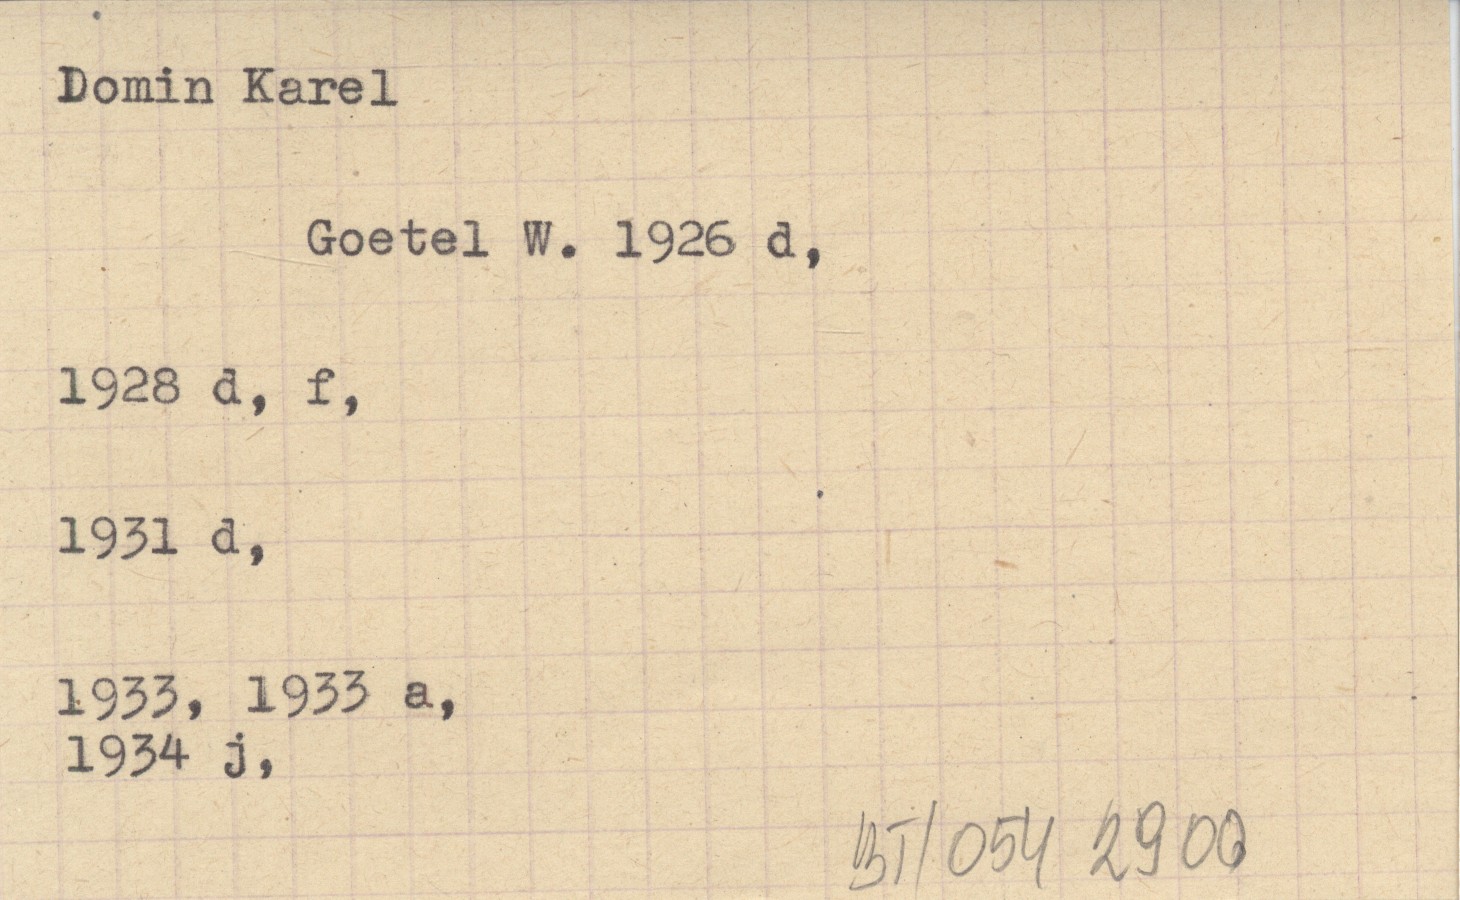 Domin Karel
Goetel W. 1926 d,
1928 d, f,
1931 d,
1933, 1933 a,
1934 j,
BT/054 2900